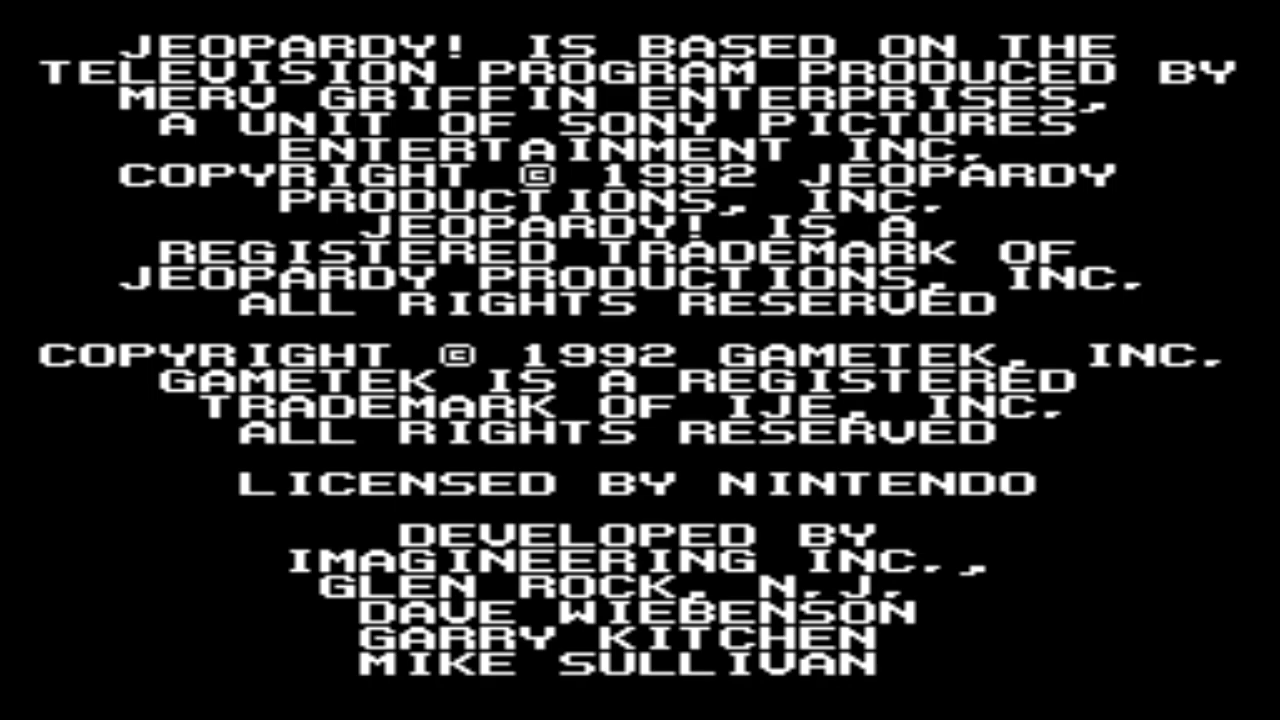 JEOPARDY! IS BASED ON THE
TELEVISION PROGRAM PRODUCED BY
MERV GRIFFIN ENTERPRISES,
A UNIT OF SONY PICTURES
ENTERTAINMENT INC.
COPYRIGHT © 1992 JEOPARDY
PRODUCTIONS, INC.
JEOPARDY! IS A
REGISTERED TRADEMARK OF
JEOPARDY PRODUCTIONS, INC.
ALL RIGHTS RESERVED
COPYRIGHT © 1992 GAMETEK, INC.
GAMETEK IS A REGISTERED
TRADEMARK OF IJE, INC.
ALL RIGHTS RESERVED
LICENSED BY NINTENDO
DEVELOPED BY
IMAGINEERING INC.,
GLEN ROCK, N.J.
DAVE WIEBENSON
GARRY KITCHEN
MIKE SULLIVAN